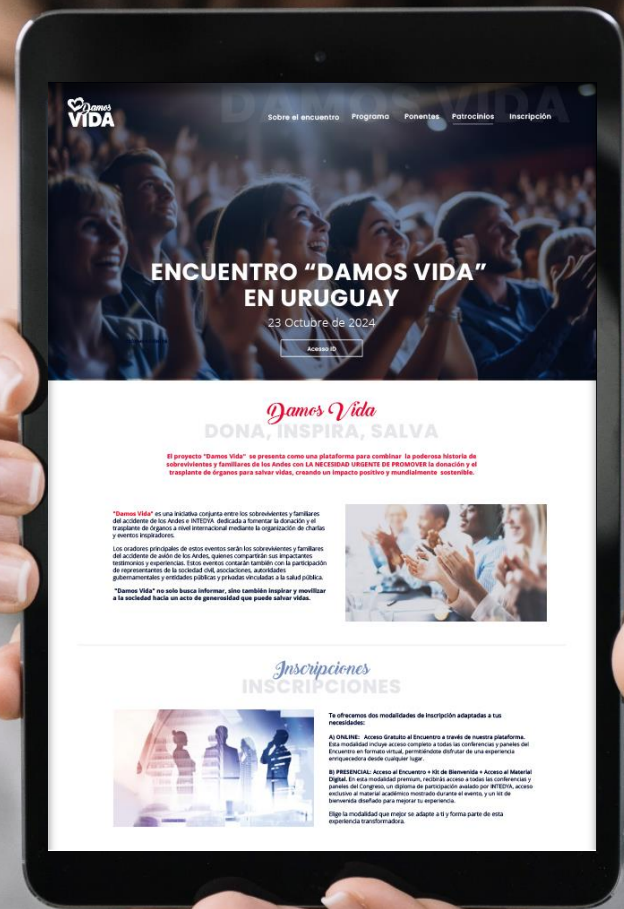 DAMOS VIDA
Damos
VIDA
Sobre el encuentro Programa Ponentes Patrocinios Inscripción
ENCUENTRO “DAMOS VIDA”
EN URUGUAY
23 Octubre de 2024
Acesso ID
Damos Vida
DONA, INSPIRA, SALVA
El proyecto "Damos Vida" se presenta como una plataforma para combinar la poderosa historia de
sobrevivientes y familiares de los Andes con LA NECESIDAD URGENTE DE PROMOVER la donación y el
trasplante de órganos para salvar vidas, creando un impacto positivo y mundialmente sostenible.
"Damos Vida" es una iniciativa conjunta entre los sobrevivientes y familiares
del accidente de los Andes e INTEDYA dedicada a fomentar la donación y el
trasplante de órganos a nivel internacional mediante la organización de charlas
y eventos inspiradores.
Los oradores principales de estos eventos serán los sobrevivientes y familiares
del accidente de avión de los Andes, quienes compartirán sus impactantes
testimonios y experiencias. Estos eventos contarán también con la participación
de representantes de la sociedad civil, asociaciones, autoridades
gubernamentales y entidades públicas y privadas vinculadas a la salud pública.
"Damos Vida" no solo busca informar, sino también inspirar y movilizar
a la sociedad hacia un acto de generosidad que puede salvar vidas.
Inscripciones
INSCRIPCIONES
Te ofrecemos dos modalidades de inscripción adaptadas a tus
necesidades:
A) ONLINE: Acceso Gratuito al Encuentro a través de nuestra plataforma.
Esta modalidad incluye acceso completo a todas las conferencias y paneles del
Encuentro en formato virtual, permitiéndote disfrutar de una experiencia
enriquecedora desde cualquier lugar.
B) PRESENCIAL: Acceso al Encuentro + Kit de Bienvenida + Acceso al Material
Digital. En esta modalidad premium, recibirás acceso a todas las conferencias y
paneles del Congreso, un diploma de participación avalado por INTEDYA, acceso
exclusivo al material académico mostrado durante el evento, y un kit de
bienvenida diseñado para mejorar tu experiencia.
Elige la modalidad que mejor se adapte a ti y forma parte de esta
experiencia transformadora.